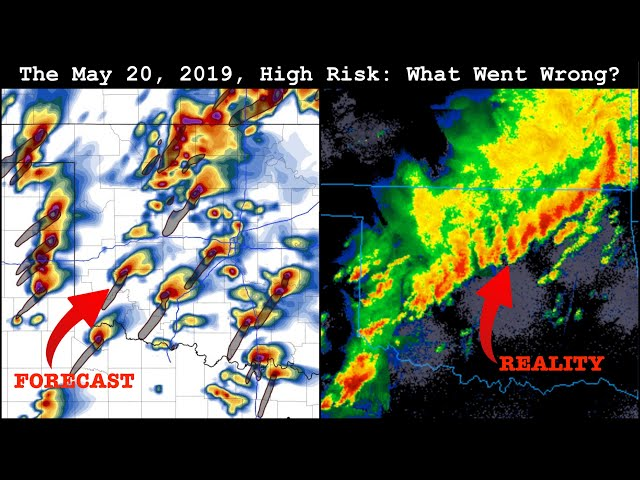 The May 20, 2019, High Risk: What Went Wrong?
FORECAST
REALITY